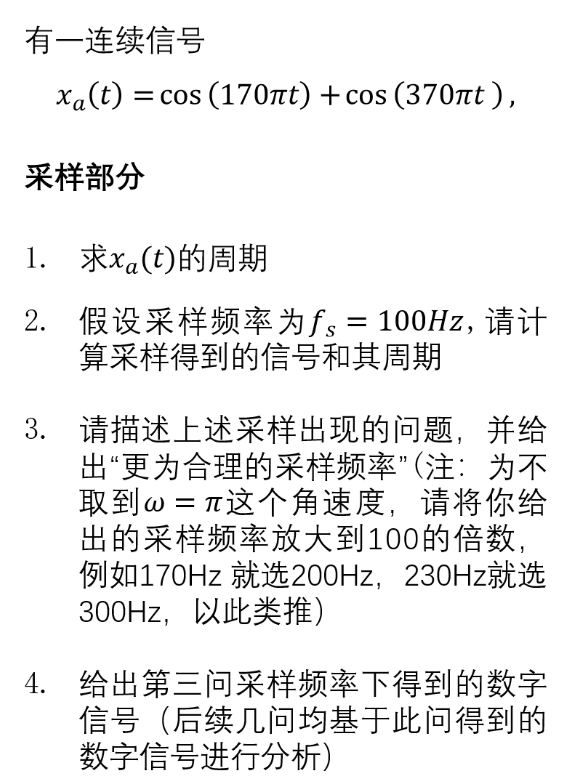 有一连续信号
xₐ(t) = cos (170πt) + cos (370πt ) ,
采样部分
1. 求xₐ(t)的周期
2. 假设采样频率为fₛ = 100Hz, 请计
算采样得到的信号和其周期
3. 请描述上述采样出现的问题，并给
出“更为合理的采样频率”(注：为不
取到ω = π这个角速度，请将你给
出的采样频率放大到100的倍数，
例如170Hz 就选200Hz，230Hz就选
300Hz，以此类推）
4. 给出第三问采样频率下得到的数字
信号（后续几问均基于此问得到的
数字信号进行分析）